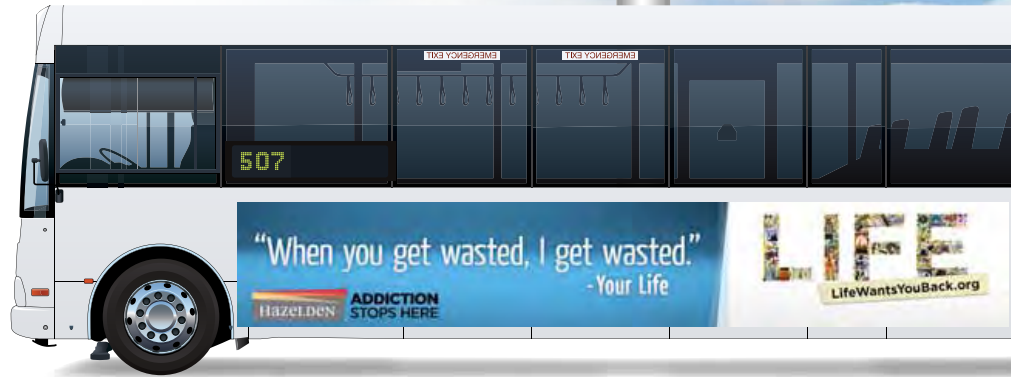 EMERGENCY EXIT
EMERGENCY EXIT
507
“When you get wasted, I get wasted.”
-Your Life
HAZELDEN
ADDICTION
STOPS HERE
LIFE
LifeWantsYouBack.org